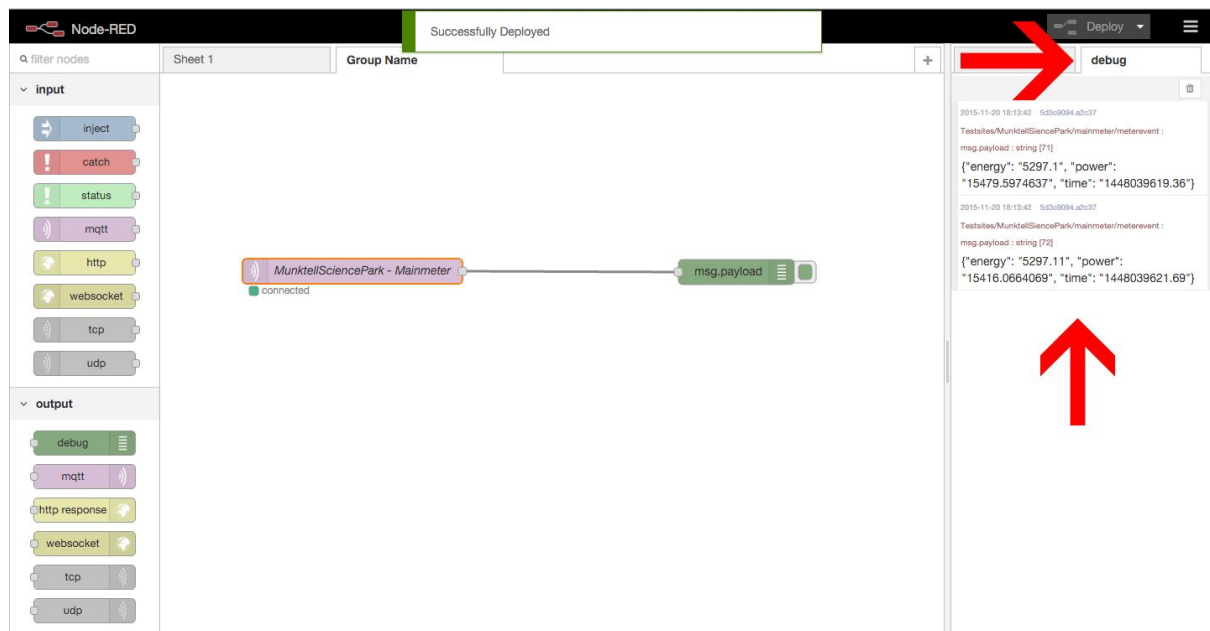 Node-RED
Successfully Deployed
Deploy
filter nodes
Sheet 1
Group Name
+
debug
input
inject
catch
status
mqtt
http
websocket
tcp
udp
output
debug
mqtt
http response
websocket
tcp
udp
MunktellSciencePark - Mainmeter
connected
msg.payload
2015-11-20 18:13:42 5d3c9094.a2c37
Testsites/MunktellSiencePark/mainmeter/meterevent :
msg.payload : string [71]
{"energy": "5297.1", "power":
"15479.5974637", "time": "1448039619.36"}
2015-11-20 18:13:42 5d3c9094.a2c37
Testsites/MunktellSiencePark/mainmeter/meterevent :
msg.payload : string [72]
{"energy": "5297.11", "power":
"15416.0664069", "time": "1448039621.69"}